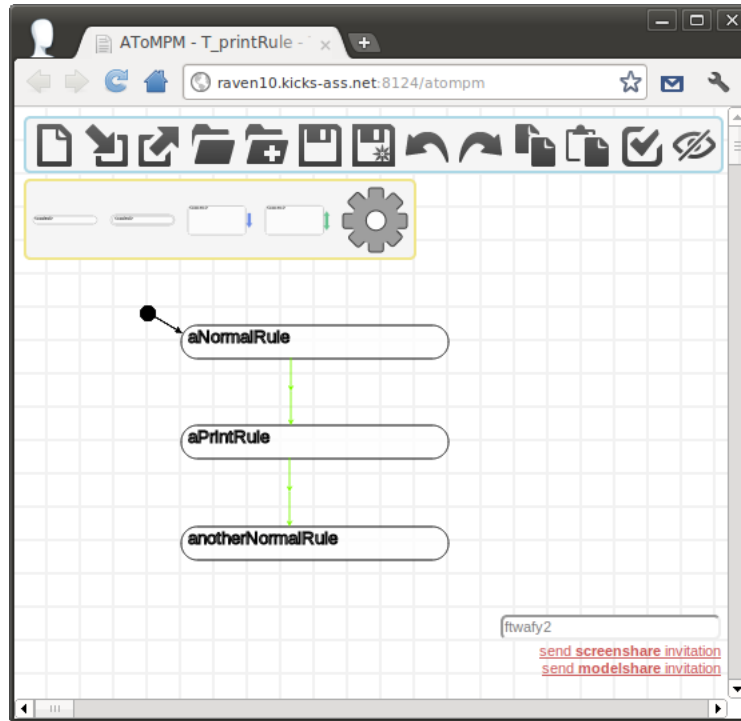 AToMPM - T_printRule -
raven10.kicks-ass.net:8124/atompm
aNormalRule
aPrintRule
anotherNormalRule
ftwafy2
send screenshare invitation
send modelshare invitation